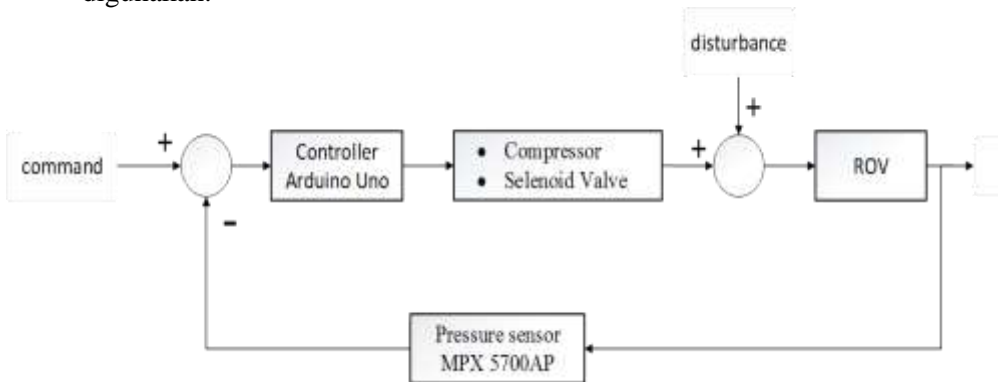 disturbance
command
+
+
+
Controller
Arduino Uno
• Compressor
• Selenoid Valve
ROV
-
Pressure sensor
MPX 5700AP